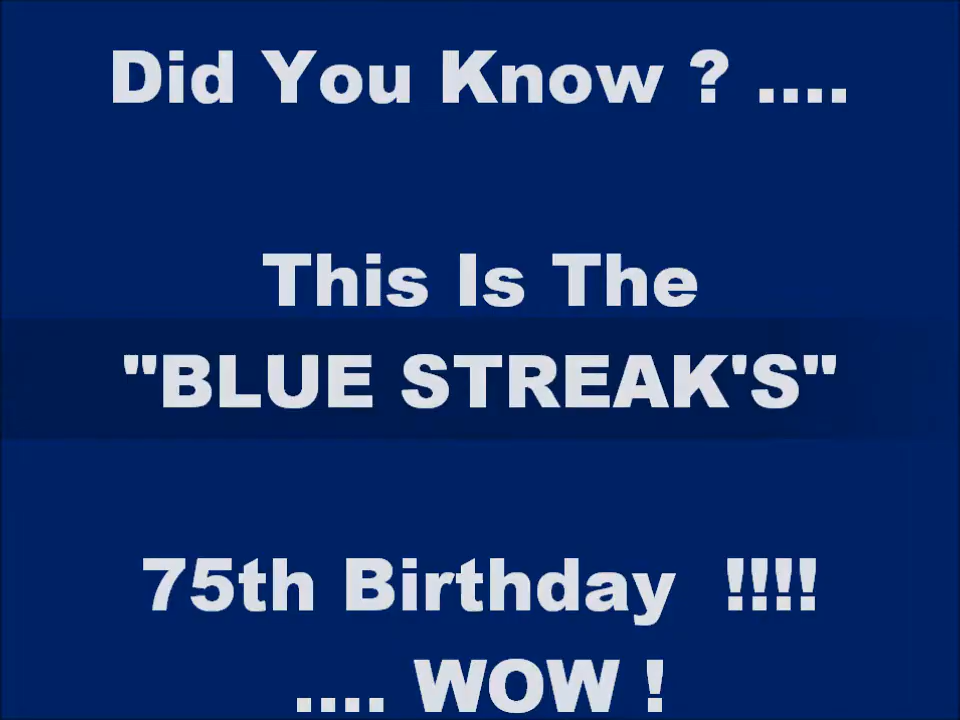 Did You Know ? ....
This Is The
"BLUE STREAK'S"
75th Birthday  !!!!
.... WOW !